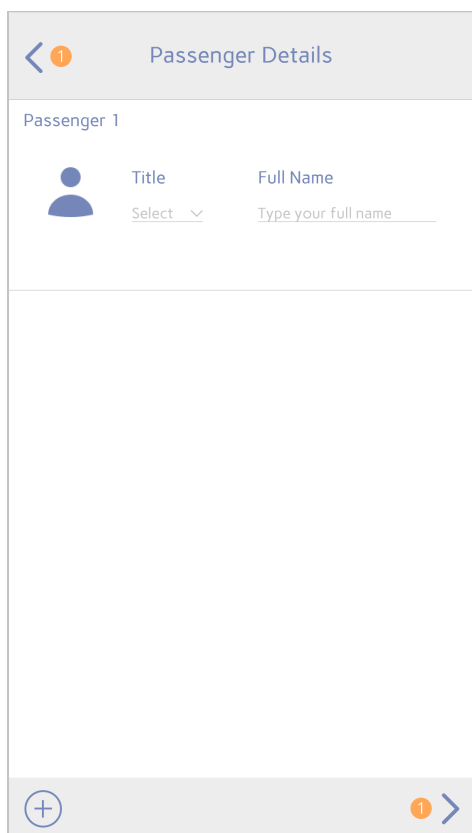 1 Passenger Details
Passenger 1
Title Full Name
Select Type your full name
1